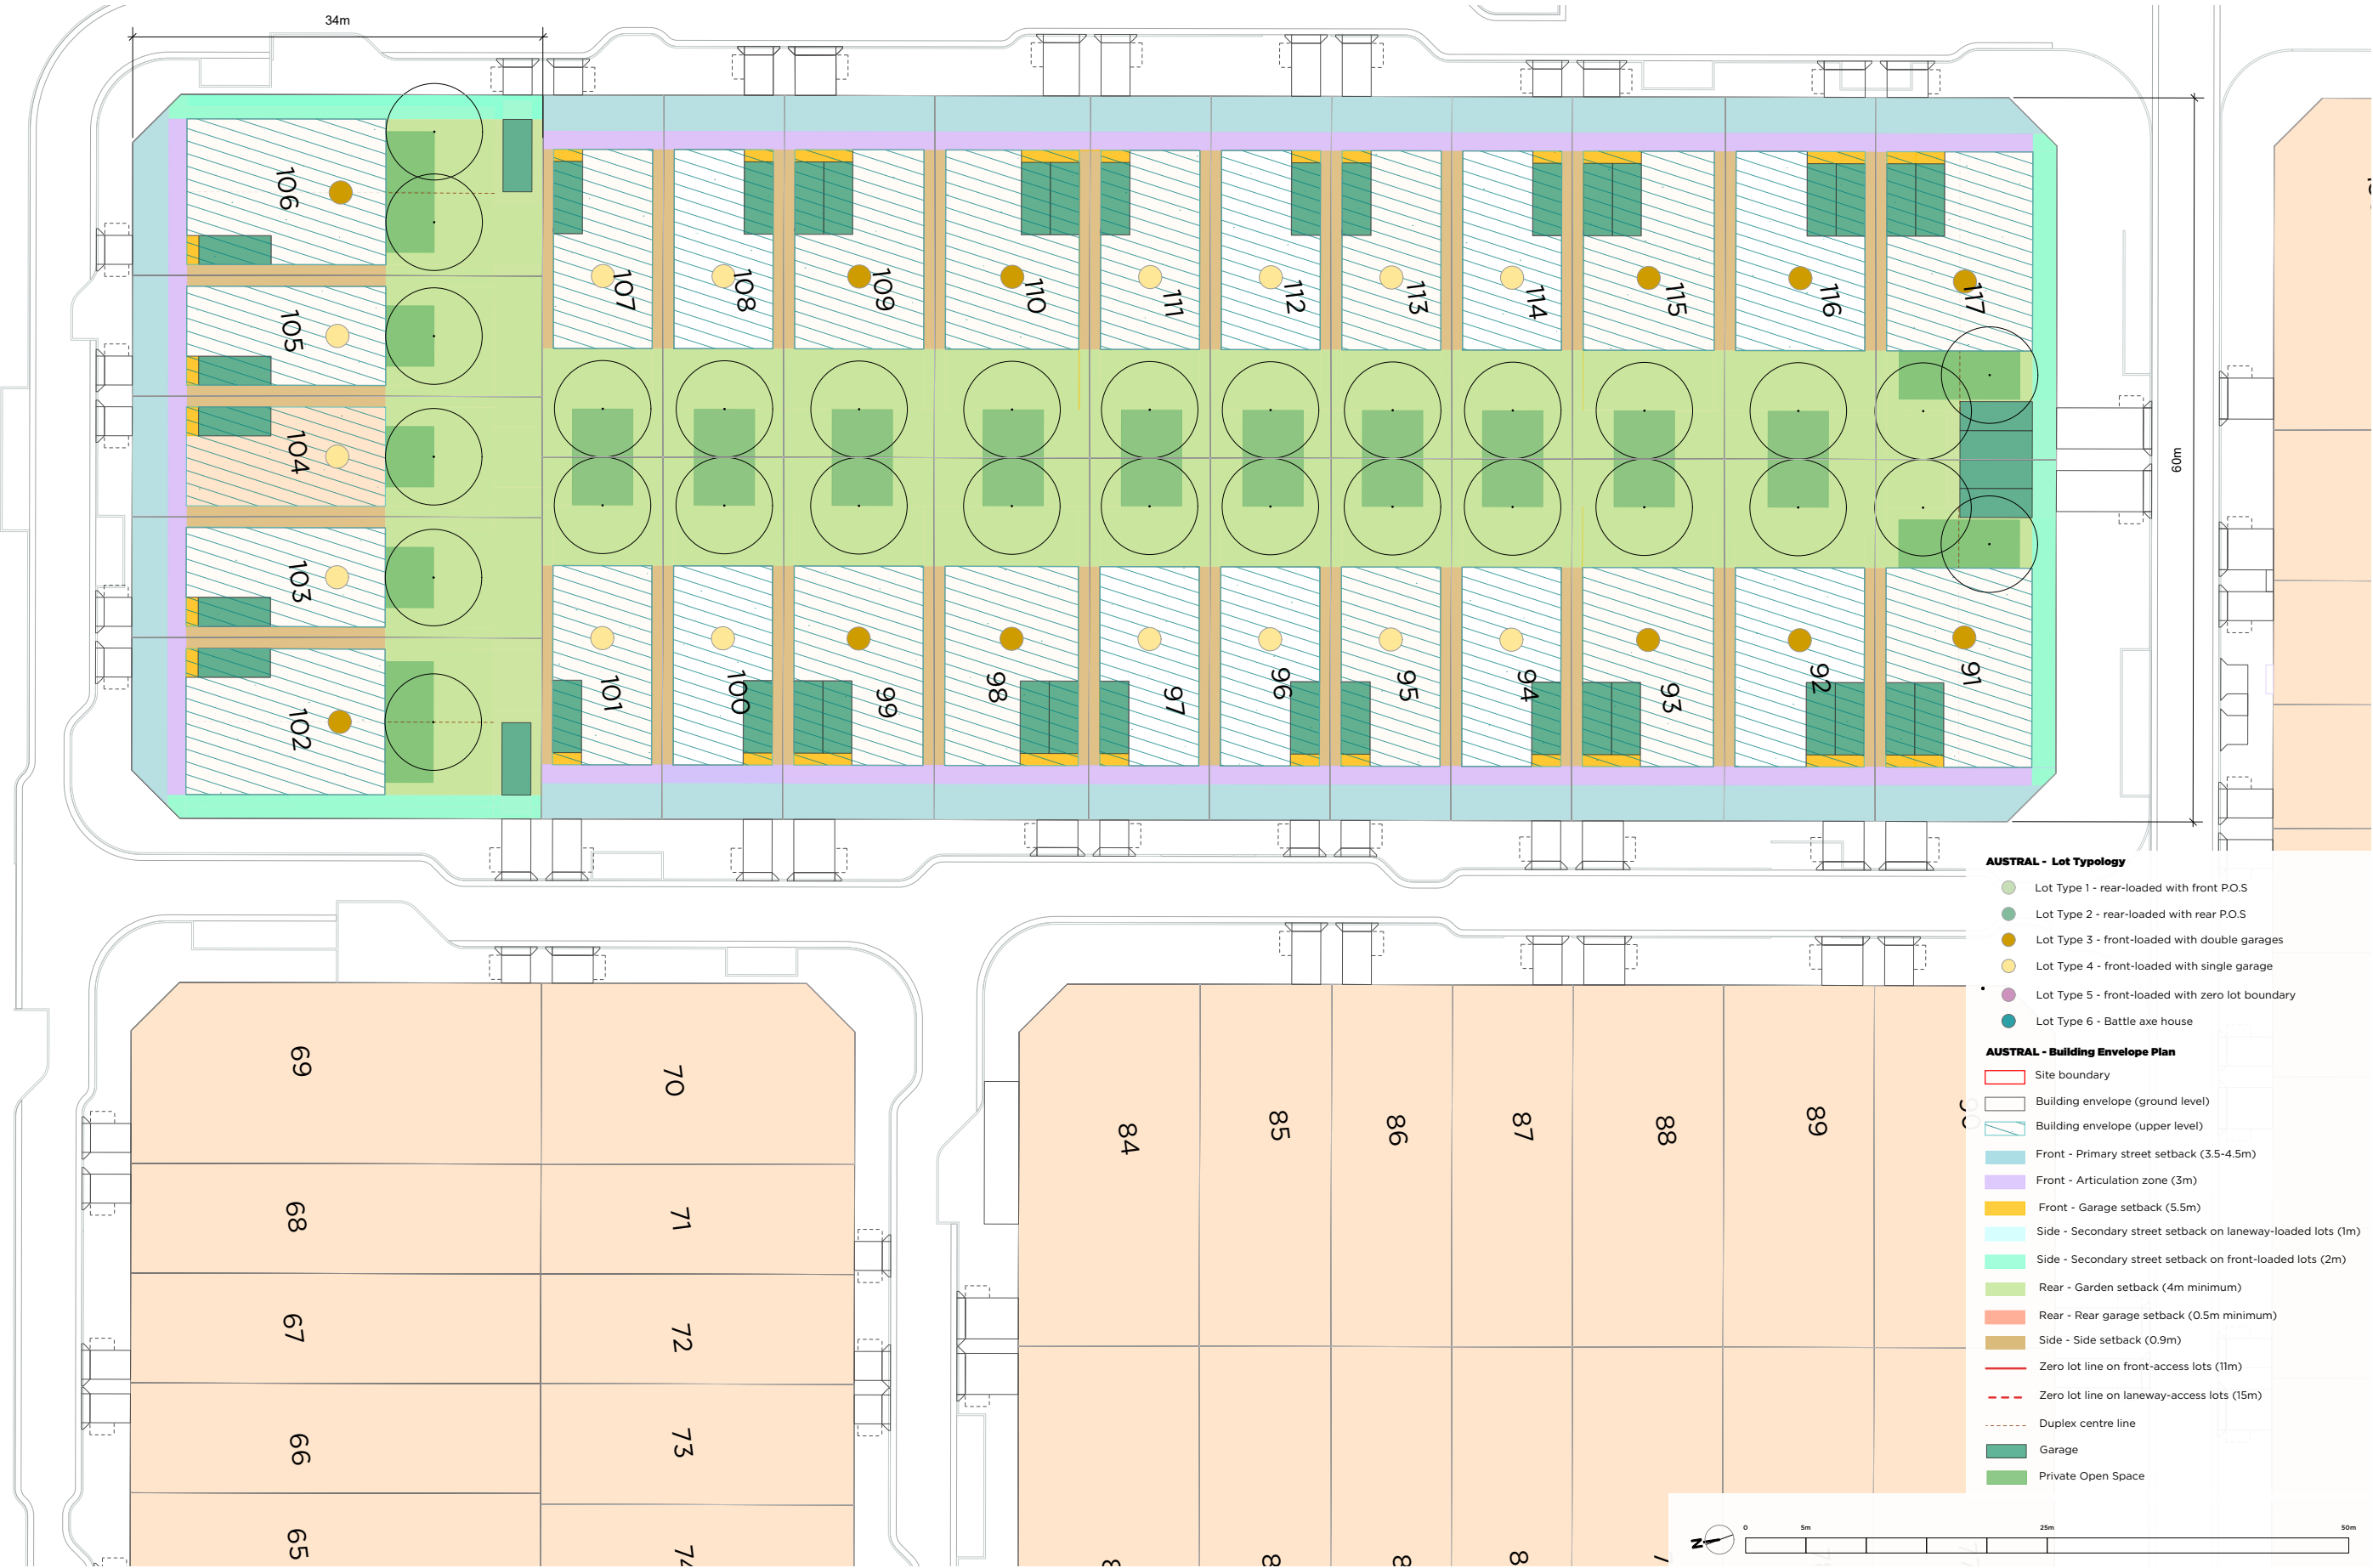 34m
60m
106
105
104
103
102
107
108
109
110
111
112
113
114
115
116
117
101
100
99
98
97
96
95
94
93
92
91
69
70
68
71
67
72
66
73
65
84
85
86
87
88
89
AUSTRAL - Lot Typology
Lot Type 1 - rear-loaded with front P.O.S
Lot Type 2 - rear-loaded with rear P.O.S
Lot Type 3 - front-loaded with double garages
Lot Type 4 - front-loaded with single garage
Lot Type 5 - front-loaded with zero lot boundary
Lot Type 6 - Battle axe house
AUSTRAL - Building Envelope Plan
Site boundary
Building envelope (ground level)
Building envelope (upper level)
Front - Primary street setback (3.5-4.5m)
Front - Articulation zone (3m)
Front - Garage setback (5.5m)
Side - Secondary street setback on laneway-loaded lots (1m)
Side - Secondary street setback on front-loaded lots (2m)
Rear - Garden setback (4m minimum)
Rear - Rear garage setback (0.5m minimum)
Side - Side setback (0.9m)
Zero lot line on front-access lots (11m)
Zero lot line on laneway-access lots (15m)
Duplex centre line
Garage
Private Open Space
N
0 5m 25m 50m